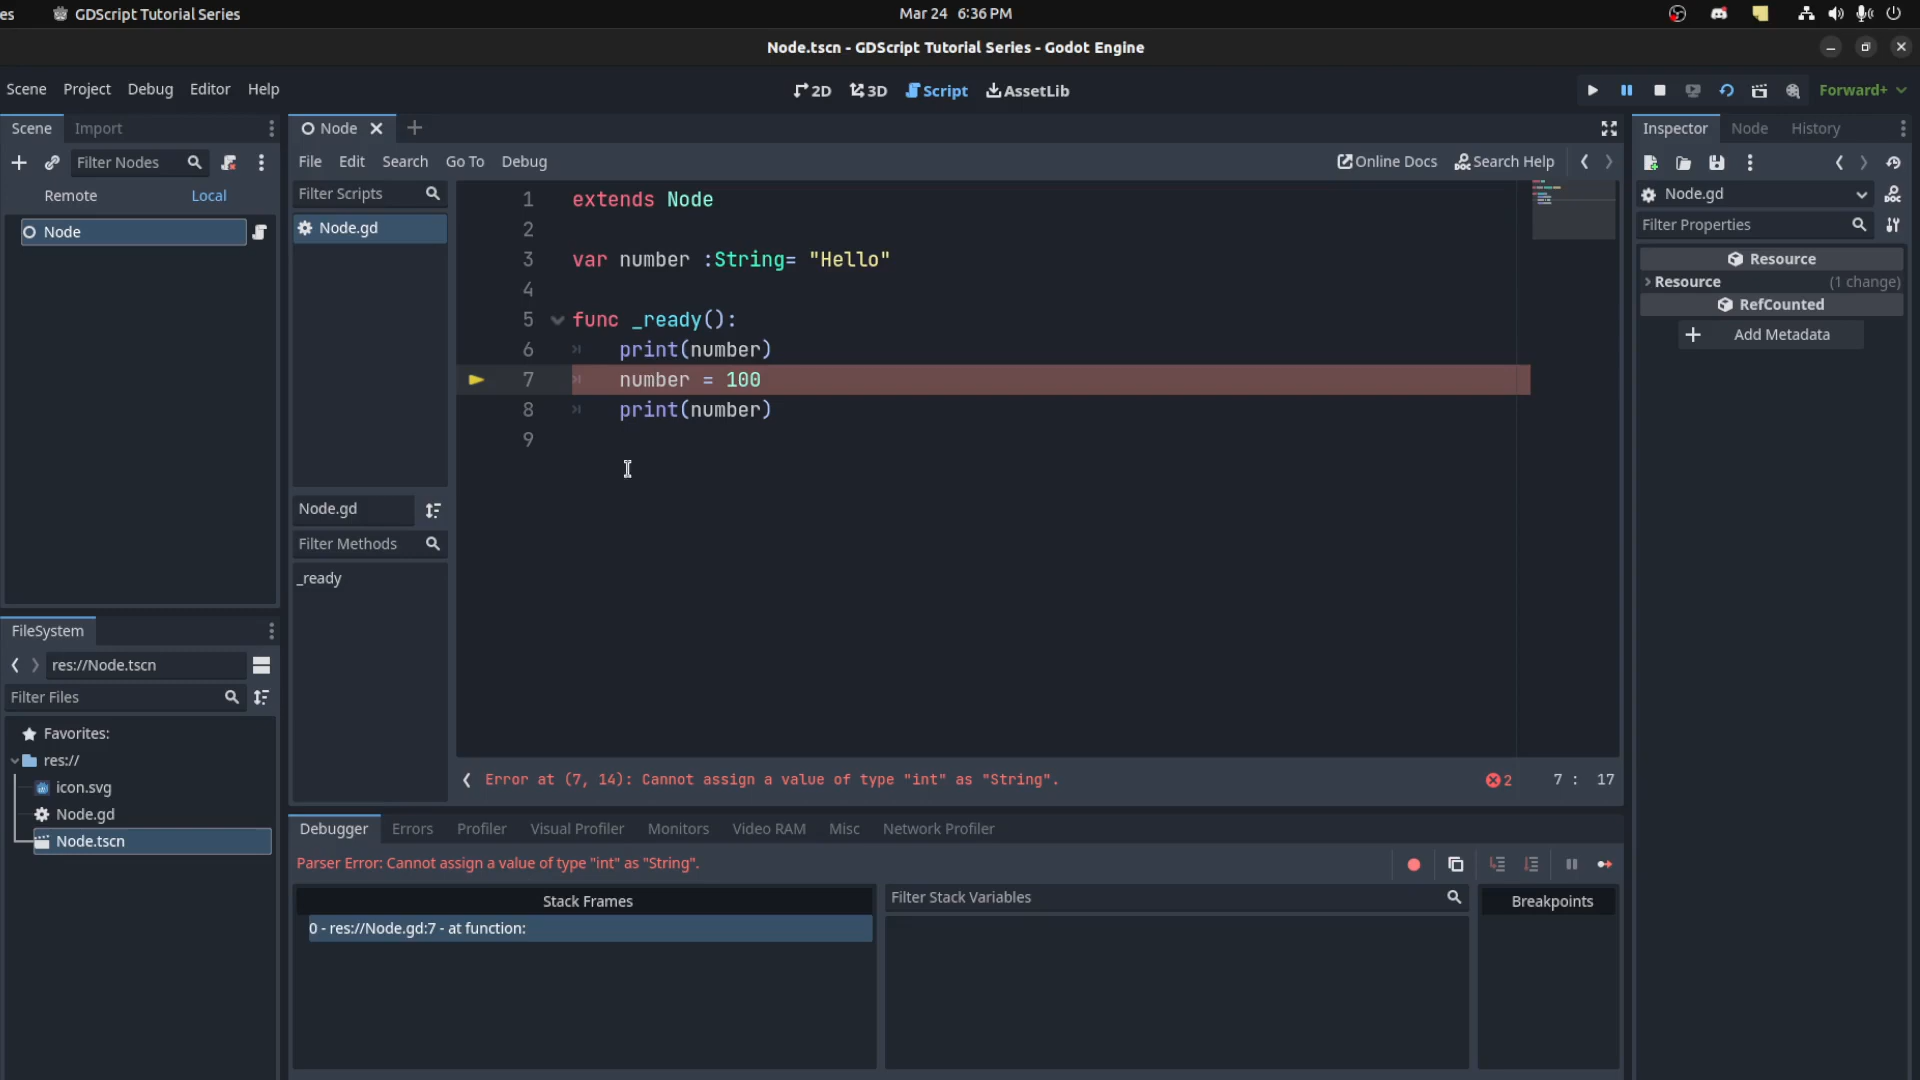 es GDScript Tutorial Series Mar 24 6:36 PM
Node.tscn - GDScript Tutorial Series - Godot Engine
Scene Project Debug Editor Help 2D 3D Script AssetLib Forward+
Scene Import
Filter Nodes
Remote Local
Node
Node
File Edit Search Go To Debug Online Docs Search Help
Filter Scripts
Node.gd
Node.gd
Filter Methods
_ready
1 extends Node
2
3 var number :String= "Hello"
4
5 func _ready():
6 print(number)
7 number = 100
8 print(number)
9
Error at (7, 14): Cannot assign a value of type "int" as "String". 2 7 : 17
Inspector Node History
Node.gd
Filter Properties
Resource
Resource (1 change)
RefCounted
Add Metadata
FileSystem
res://Node.tscn
Filter Files
Favorites:
res://
icon.svg
Node.gd
Node.tscn
Debugger Errors Profiler Visual Profiler Monitors Video RAM Misc Network Profiler
Parser Error: Cannot assign a value of type "int" as "String".
Stack Frames
0 - res://Node.gd:7 - at function:
Filter Stack Variables
Breakpoints